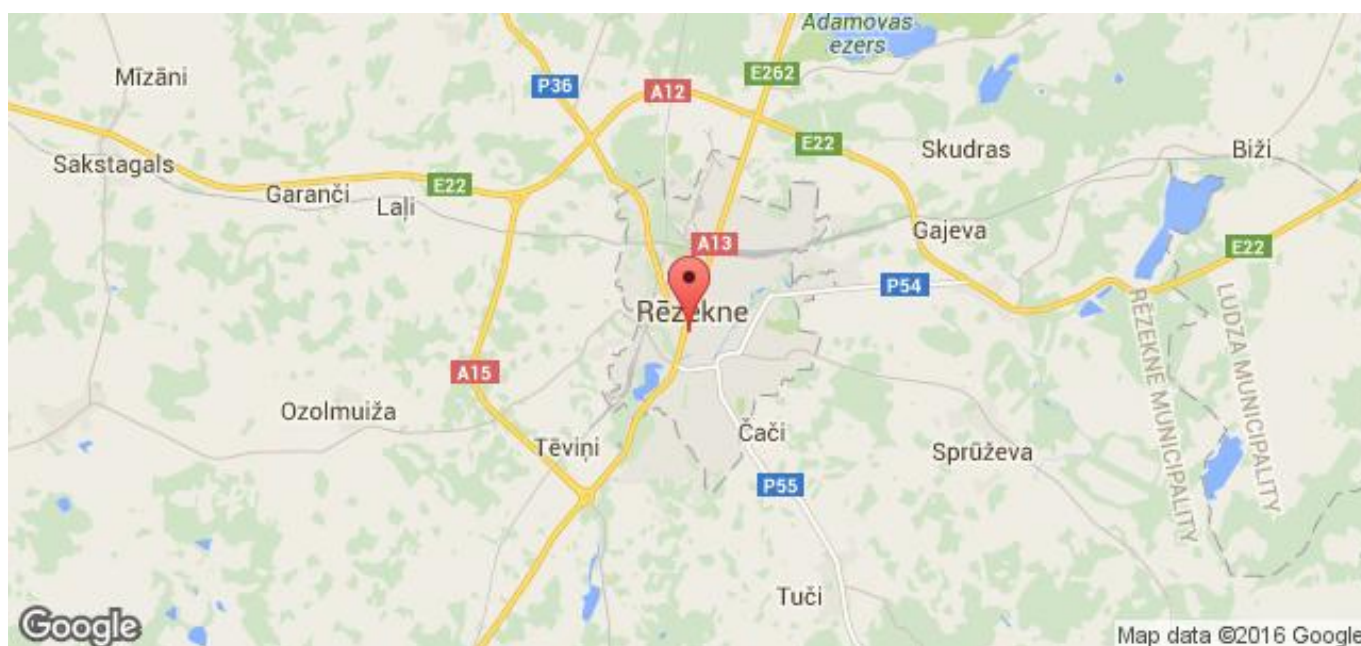 Adamovas
ezers
E262
Mīzāni
P36
A12
E22
Skudras
Biži
Sakstagals
Garanči
E22
Laļi
Gajeva
A13
E22
P54
Rēzekne
RĒZEKNE MUNICIPALITY
LUDZA MUNICIPALITY
A15
Ozolmuiža
Tēviņi
Čači
Sprūževa
P55
Tuči
Google
Map data ©2016 Google